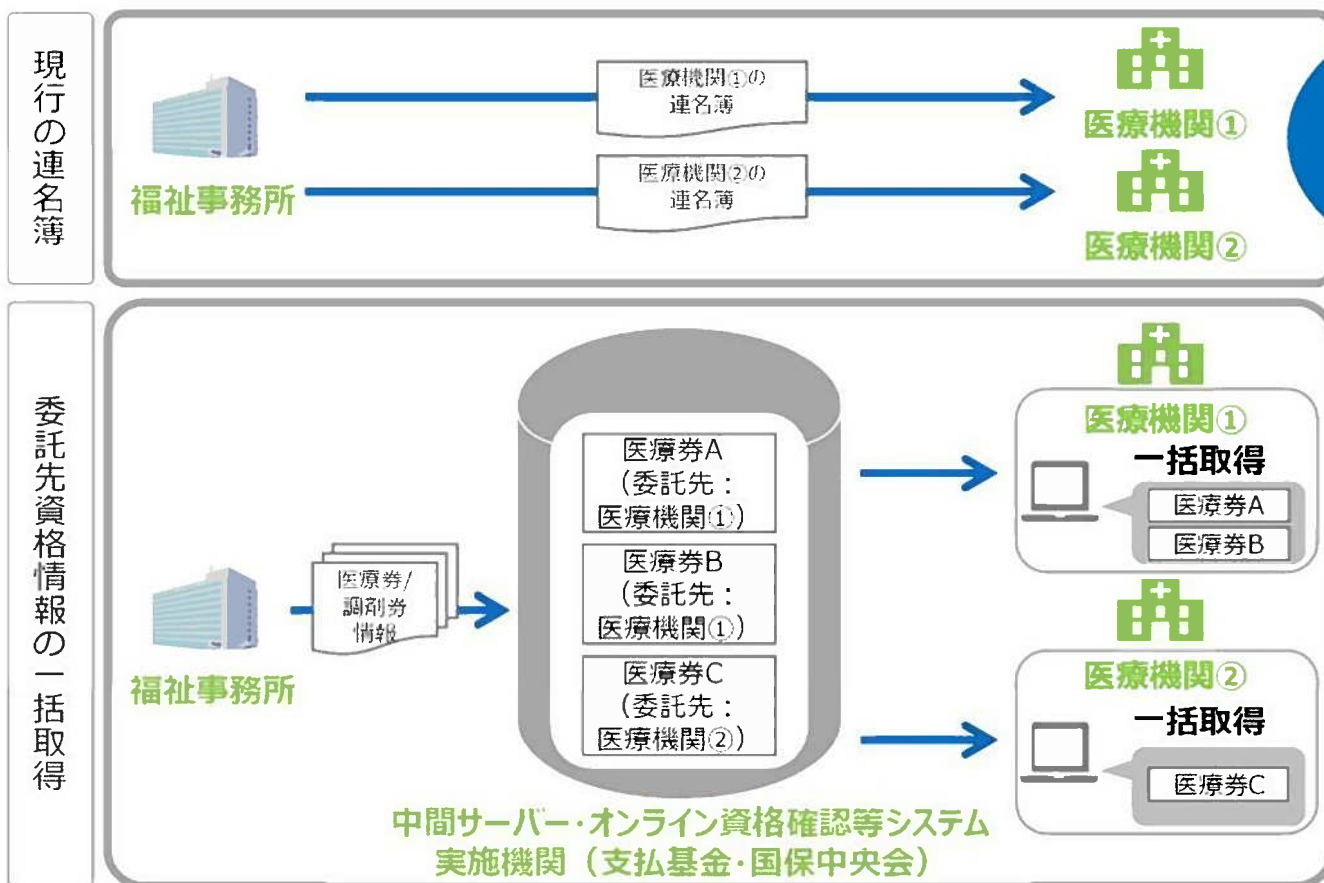 現行の連名簿
福祉事務所
医療機関①の
連名簿
医療機関②の
連名簿
医療機関①
医療機関②
委託先資格情報の一括取得
福祉事務所
医療券/
調剤券
情報
医療券A
（委託先：
医療機関①）
医療券B
（委託先：
医療機関①）
医療券C
（委託先：
医療機関②）
中間サーバー・オンライン資格確認等システム
実施機関（支払基金・国保中央会）
医療機関①
一括取得
医療券A
医療券B
医療機関②
一括取得
医療券C